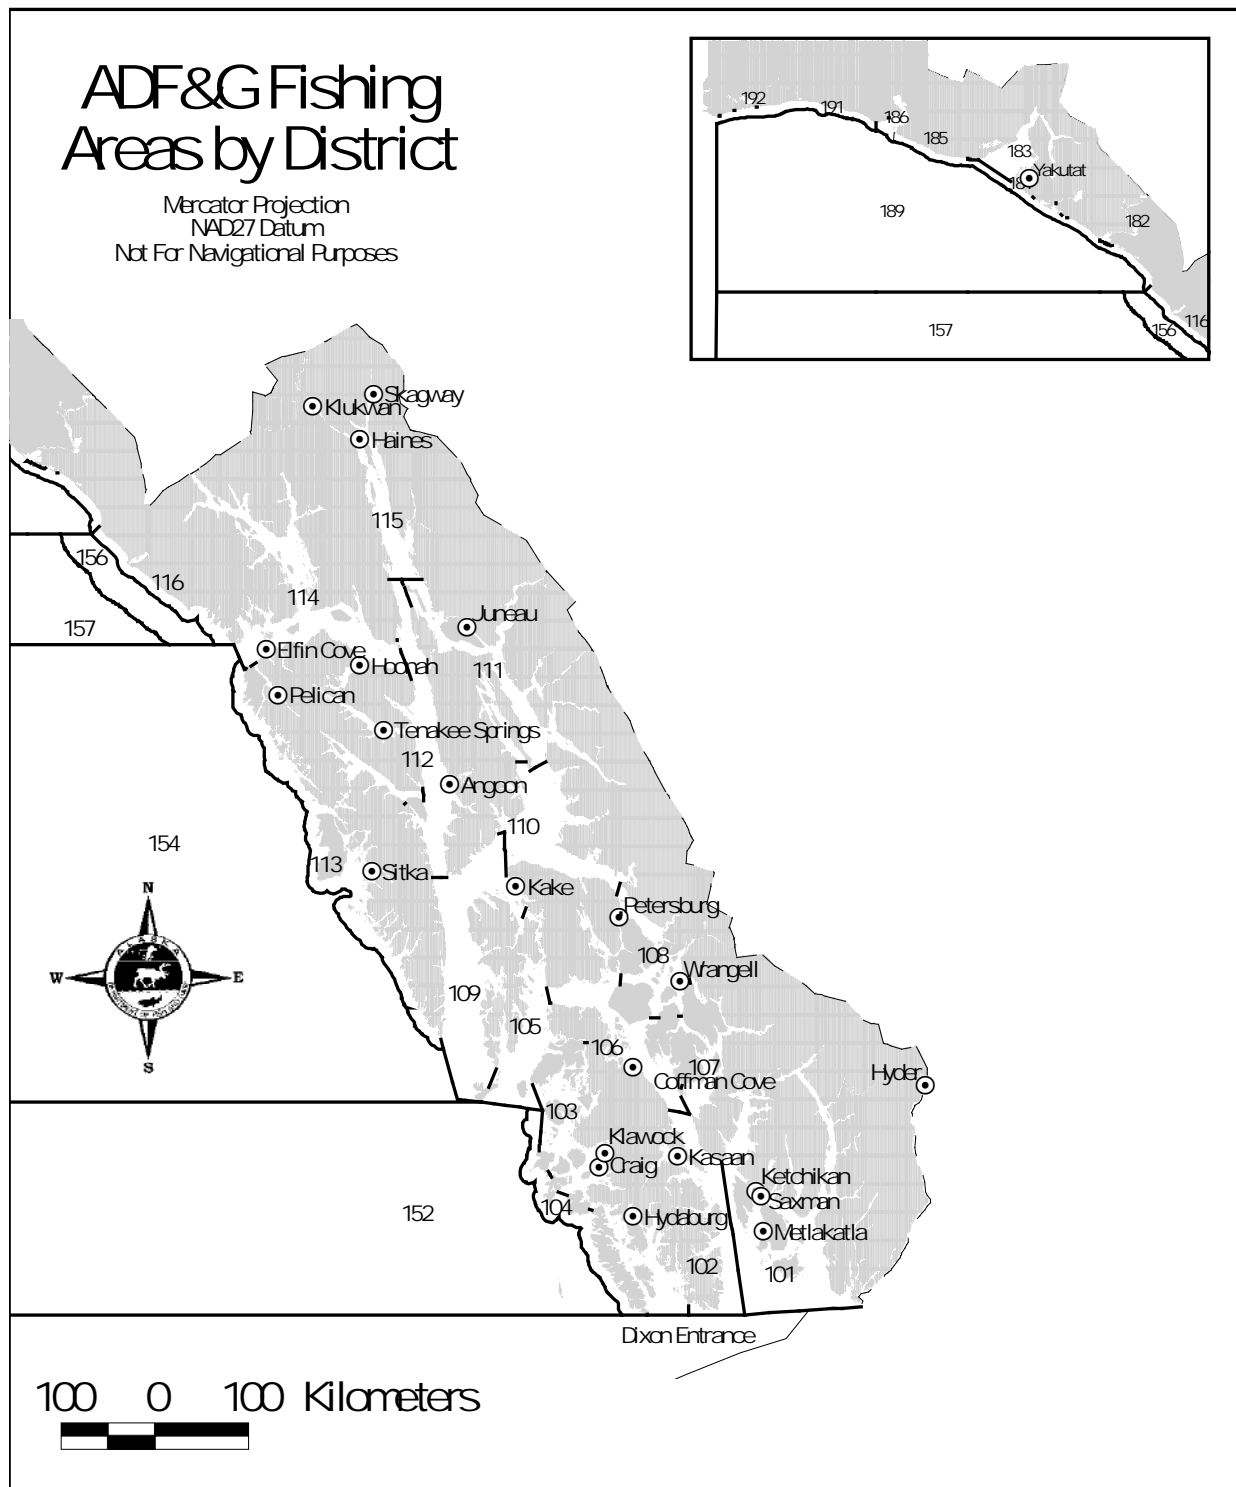 ADF&G Fishing
Areas by District
Mercator Projection
NAD27 Datum
Not For Navigational Purposes
192
191
186
185
183
Yakutat
189
182
157
156
116
Skagway
Klukwan
Haines
115
156
116
114
157
Juneau
Elfin Cove
Hoonah
111
Pelican
Tenakee Springs
112
Angoon
110
154
113
Sitka
Kake
N
Petersburg
108
Wrangell
W
E
ALASKA
109
105
106
107
S
Coffman Cove
Hyder
103
Klawock
Craig
Kasaan
Ketchikan
Saxman
104
152
Hydaburg
Metlakatla
102
101
Dixon Entrance
100 0 100 Kilometers